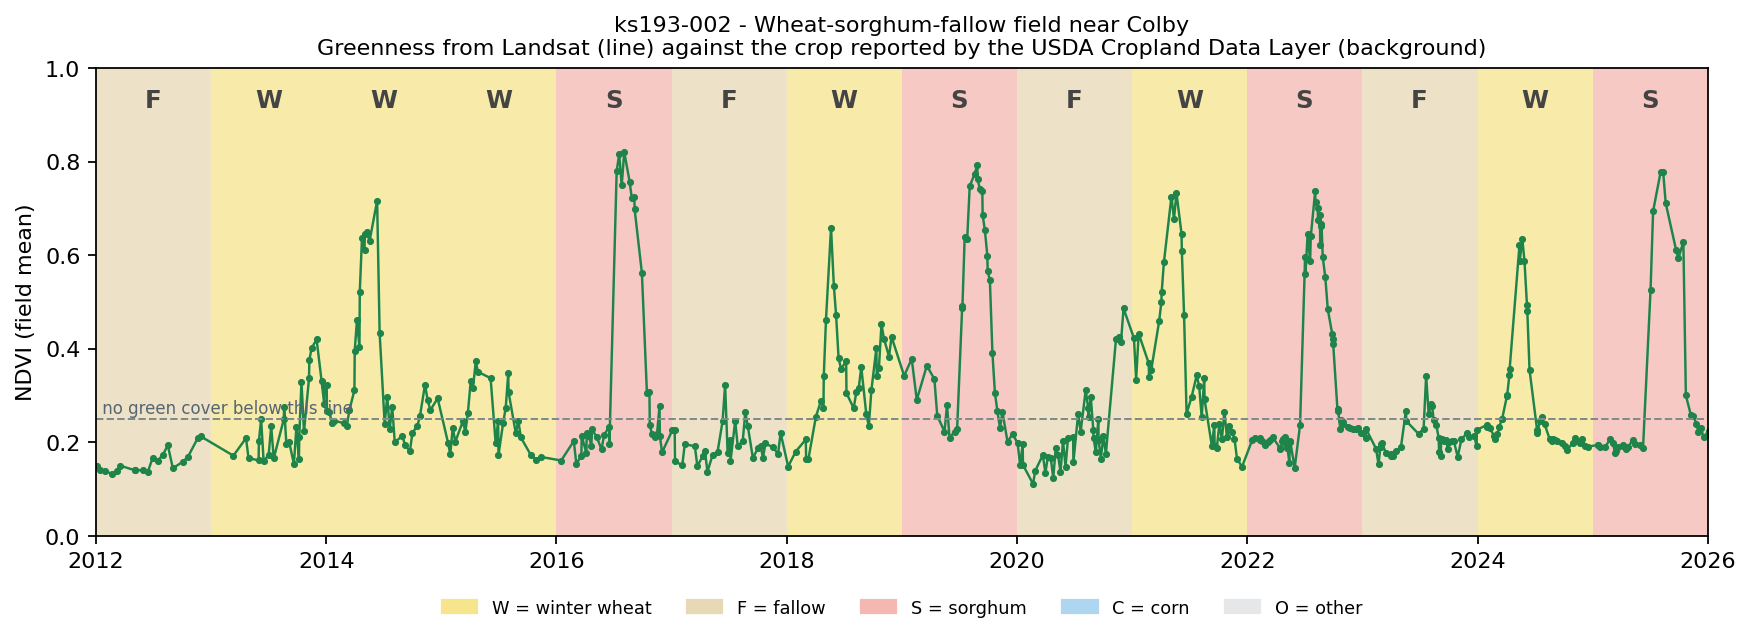 ks193-002 - Wheat-sorghum-fallow field near Colby
Greenness from Landsat (line) against the crop reported by the USDA Cropland Data Layer (background)
F W W W S F W S F W S F W S
1.0
0.8
0.6
0.4
0.2
0.0
NDVI (field mean)
no green cover below this line
2012 2014 2016 2018 2020 2022 2024 2026
W = winter wheat F = fallow S = sorghum C = corn O = other